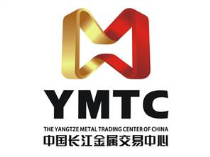 YMTC
THE YANGTZE METAL TRADING CENTER OF CHINA
中国长江金属交易中心